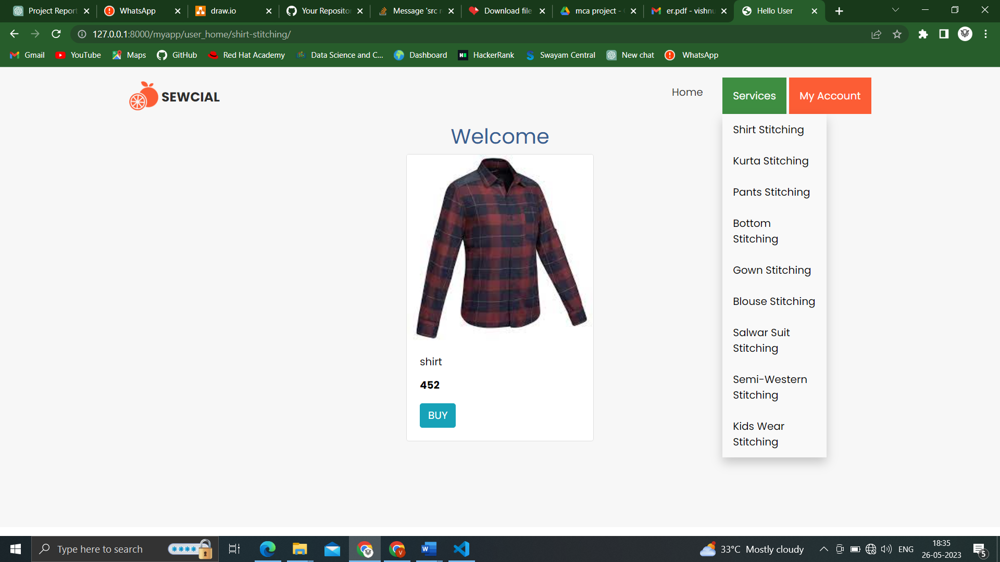 Project Report
WhatsApp
draw.io
Your Repositor
Message 'src r
Download file
mca project -
er.pdf - vishnu
Hello User
127.0.0.1:8000/myapp/user_home/shirt-stitching/
Gmail
YouTube
Maps
GitHub
Red Hat Academy
Data Science and C...
Dashboard
HackerRank
Swayam Central
New chat
WhatsApp
SEWCIAL
Home
Services
My Account
Shirt Stitching
Kurta Stitching
Pants Stitching
Bottom
Stitching
Gown Stitching
Blouse Stitching
Salwar Suit
Stitching
Semi-Western
Stitching
Kids Wear
Stitching
Welcome
shirt
452
BUY
Type here to search
33°C Mostly cloudy
ENG
18:35
26-05-2023
5